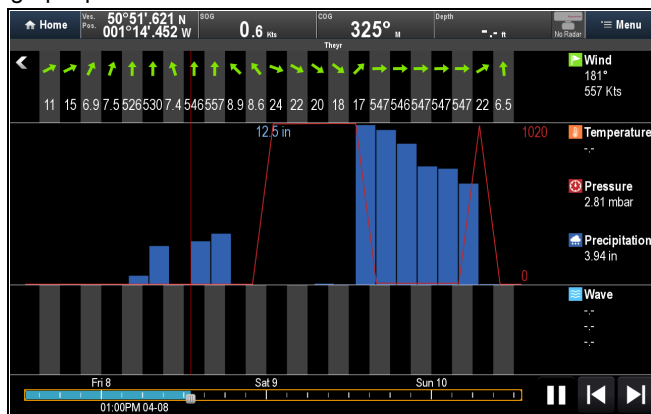 Home
Ves. Pos.
50°51'.621 N
001°14'.452 W
SOG
0.6 Kts
COG
325° M
Depth
-.- ft
No Radar
Menu
Theyr
11 15 6.9 7.5 526 530 7.4 546 557 8.9 8.6 24 22 20 18 17 547 546 547 547 547 22 6.5
Wind
181°
557 Kts
12.5 in
1020
0
Temperature
-.-
Pressure
2.81 mbar
Precipitation
3.94 in
Wave
-.-
-.-
-.-
Fri 8 Sat 9 Sun 10
01:00PM 04-08